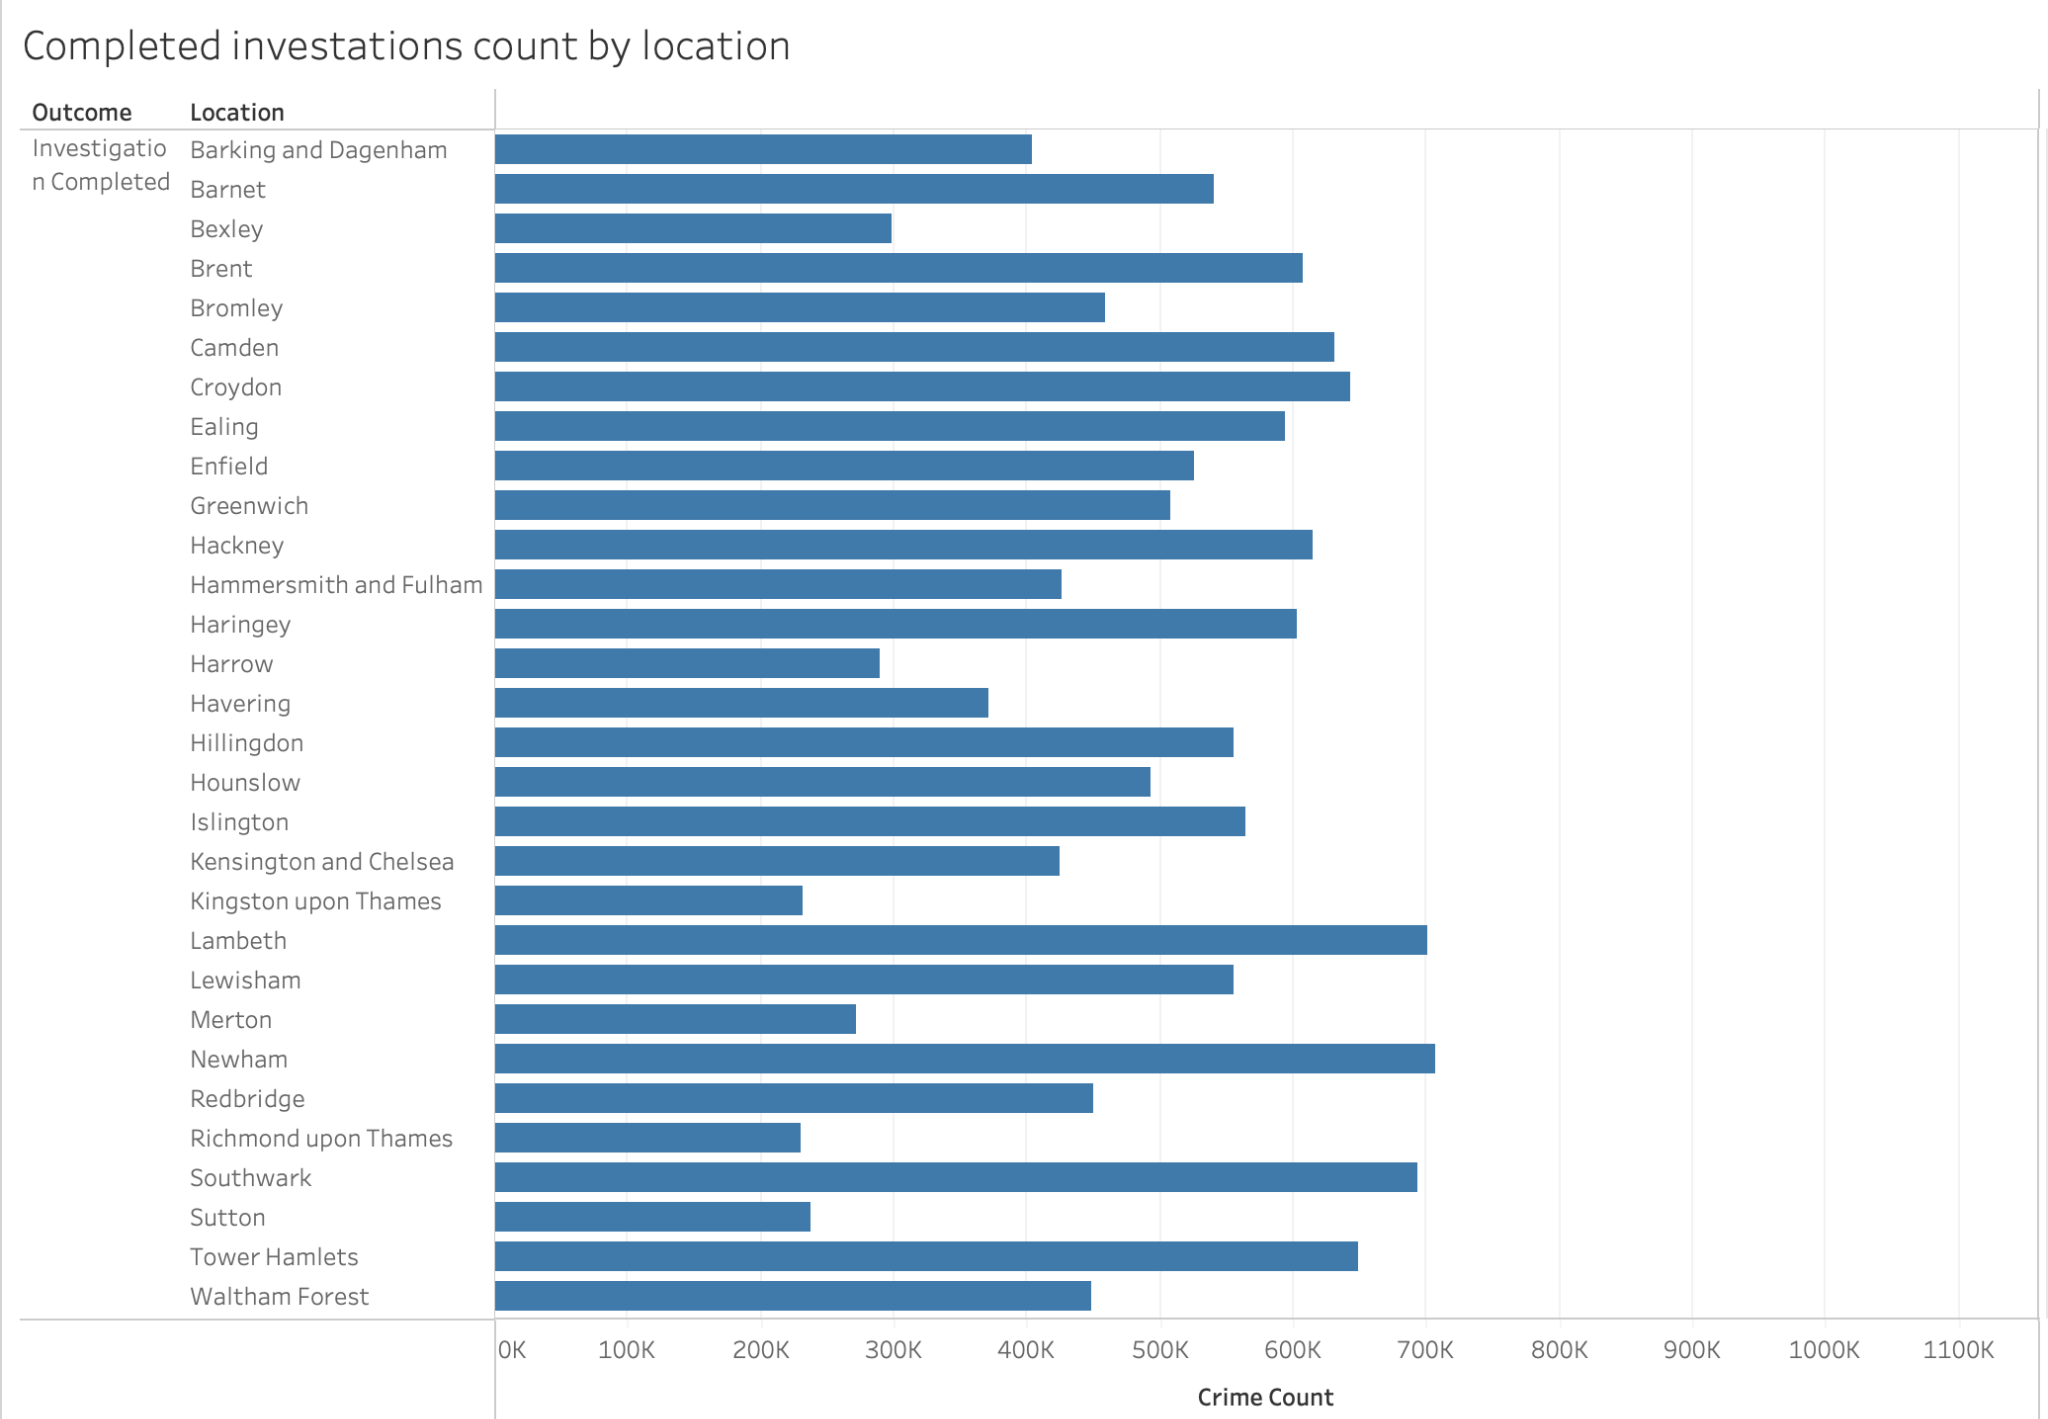 Completed investations count by location
Outcome Location
Investigatio Barking and Dagenham
n Completed Barnet
Bexley
Brent
Bromley
Camden
Croydon
Ealing
Enfield
Greenwich
Hackney
Hammersmith and Fulham
Haringey
Harrow
Havering
Hillingdon
Hounslow
Islington
Kensington and Chelsea
Kingston upon Thames
Lambeth
Lewisham
Merton
Newham
Redbridge
Richmond upon Thames
Southwark
Sutton
Tower Hamlets
Waltham Forest
0K 100K 200K 300K 400K 500K 600K 700K 800K 900K 1000K 1100K
Crime Count